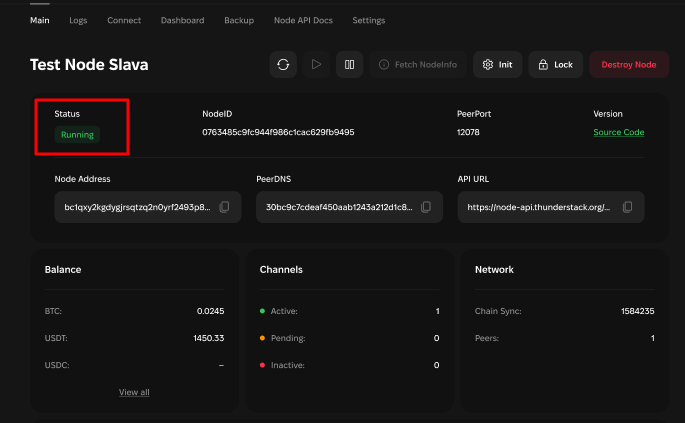 Main Logs Connect Dashboard Backup Node API Docs Settings
Test Node Slava
Fetch NodeInfo Init Lock Destroy Node
Status NodeID PeerPort Version
Running 0763485c9fc944f986c1cac629fb9495 12078 Source Code
Node Address PeerDNS API URL
bc1qxy2kgdygjrsqtzq2n0yrf2493p8... 30bc9c7cdeaf450aab1243a212d1c8... https://node-api.thunderstack.org/...
Balance Channels Network
BTC: 0.0245 Active: 1 Chain Sync: 1584235
USDT: 1450.33 Pending: 0 Peers: 1
USDC: – Inactive: 0
View all